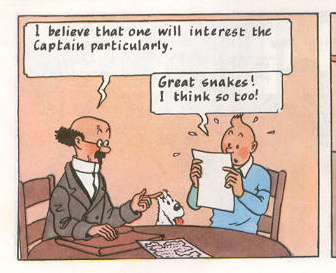 I believe that one will interest the
Captain particularly.
Great snakes!
I think so too!